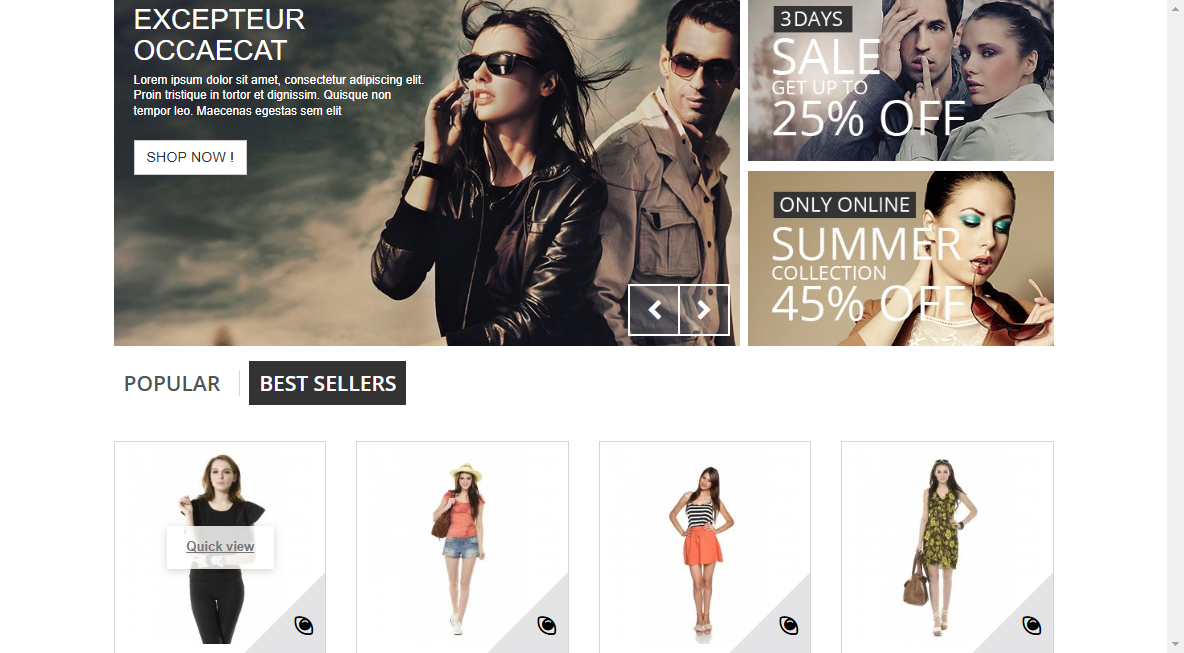 EXCEPTEUR
OCCAECAT
Lorem ipsum dolor sit amet, consectetur adipiscing elit.
Proin tristique in tortor et dignissim. Quisque non
tempor leo. Maecenas egestas sem elit
SHOP NOW !
3 DAYS
SALE
GET UP TO
25% OFF
ONLY ONLINE
SUMMER
COLLECTION
45% OFF
POPULAR
BEST SELLERS
Quick view